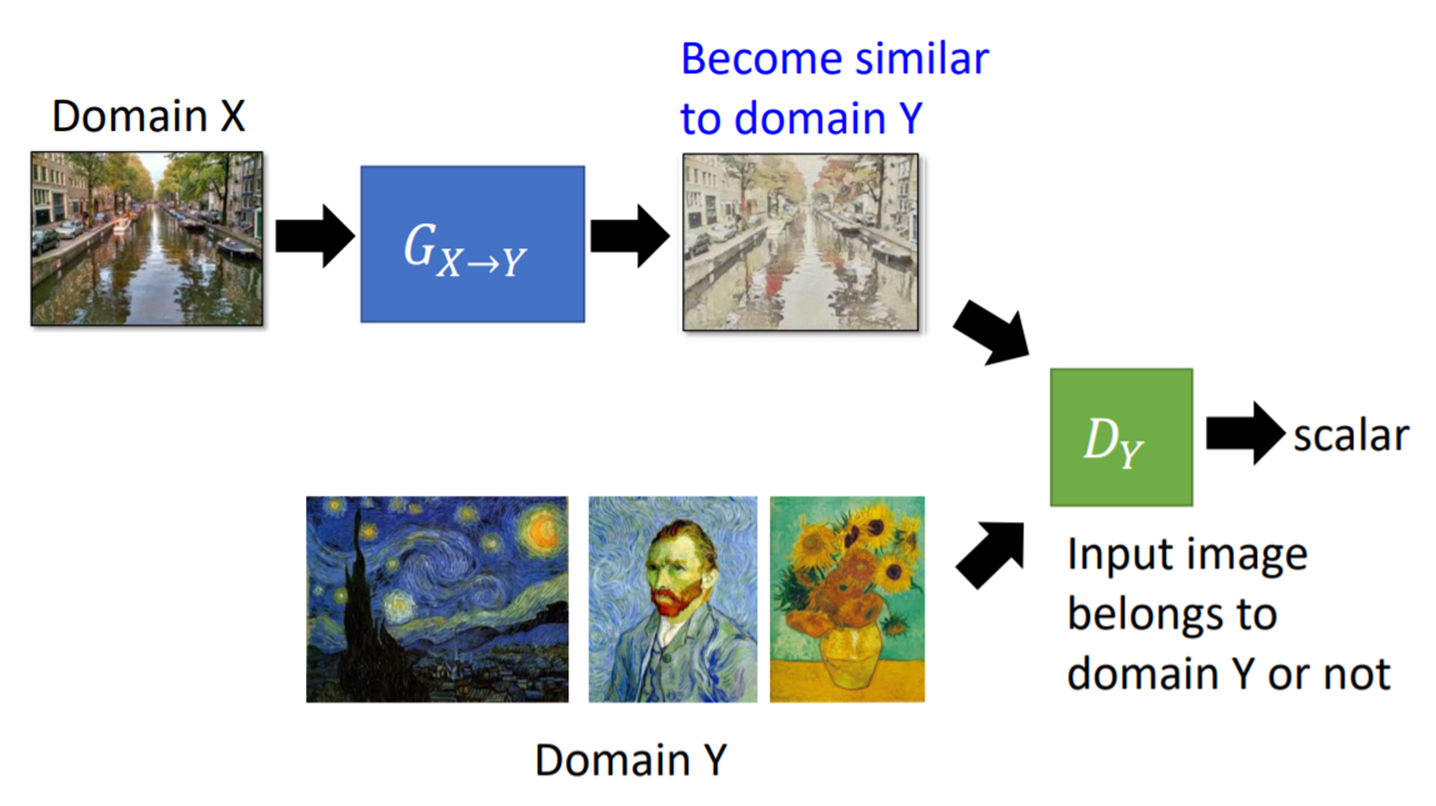 Become similar
to domain Y
Domain X
G_{X→Y}
D_Y
scalar
Input image
belongs to
domain Y or not
Domain Y